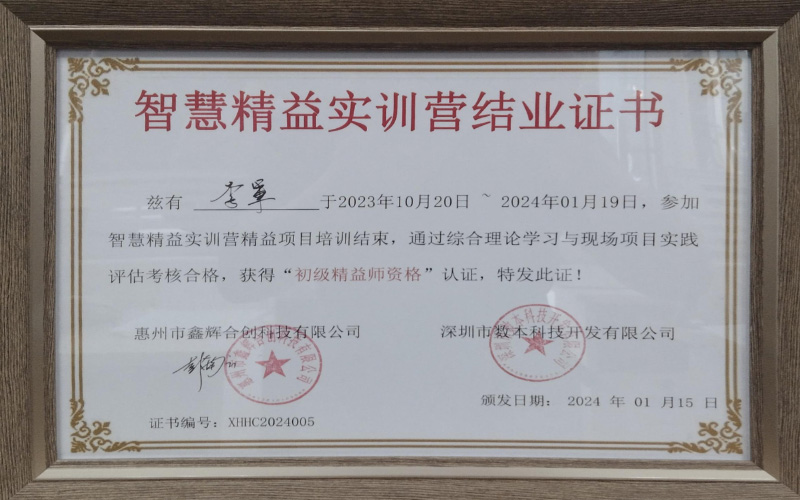 智慧精益实训营结业证书
兹有 李军 于2023年10月20日 ~ 2024年01月19日，参加
智慧精益实训营精益项目培训结束，通过综合理论学习与现场项目实践
评估考核合格，获得“初级精益师资格”认证，特发此证！
惠州市鑫辉合创科技有限公司 深圳市数本科技开发有限公司
颁发日期： 2024 年 01 月15 日
证书编号：XHHC2024005